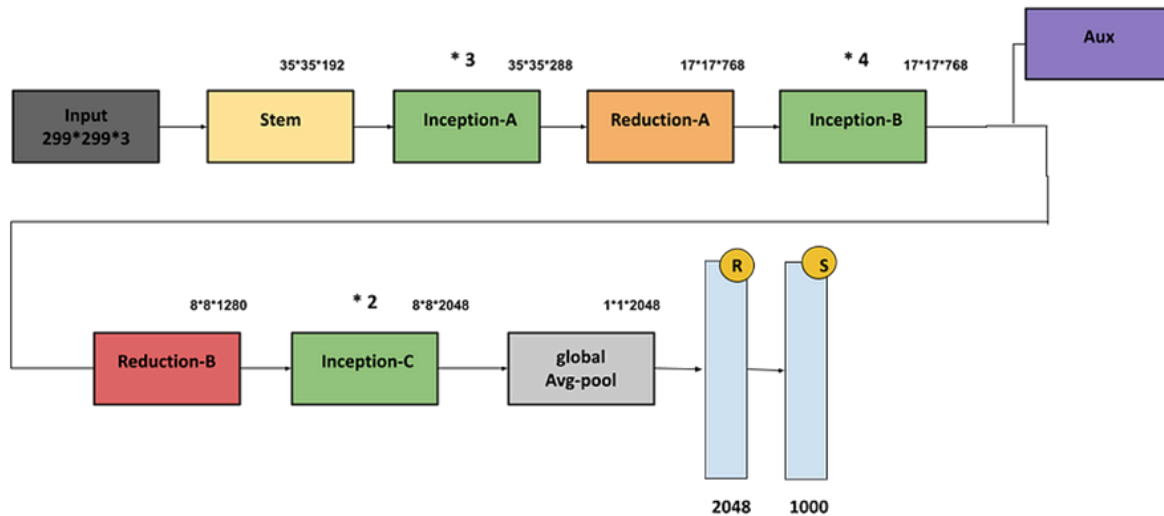 Aux
35*35*192
* 3
35*35*288
17*17*768
* 4
17*17*768
Input
299*299*3
Stem
Inception-A
Reduction-A
Inception-B
R
S
8*8*1280
* 2
8*8*2048
1*1*2048
Reduction-B
Inception-C
global
Avg-pool
2048
1000